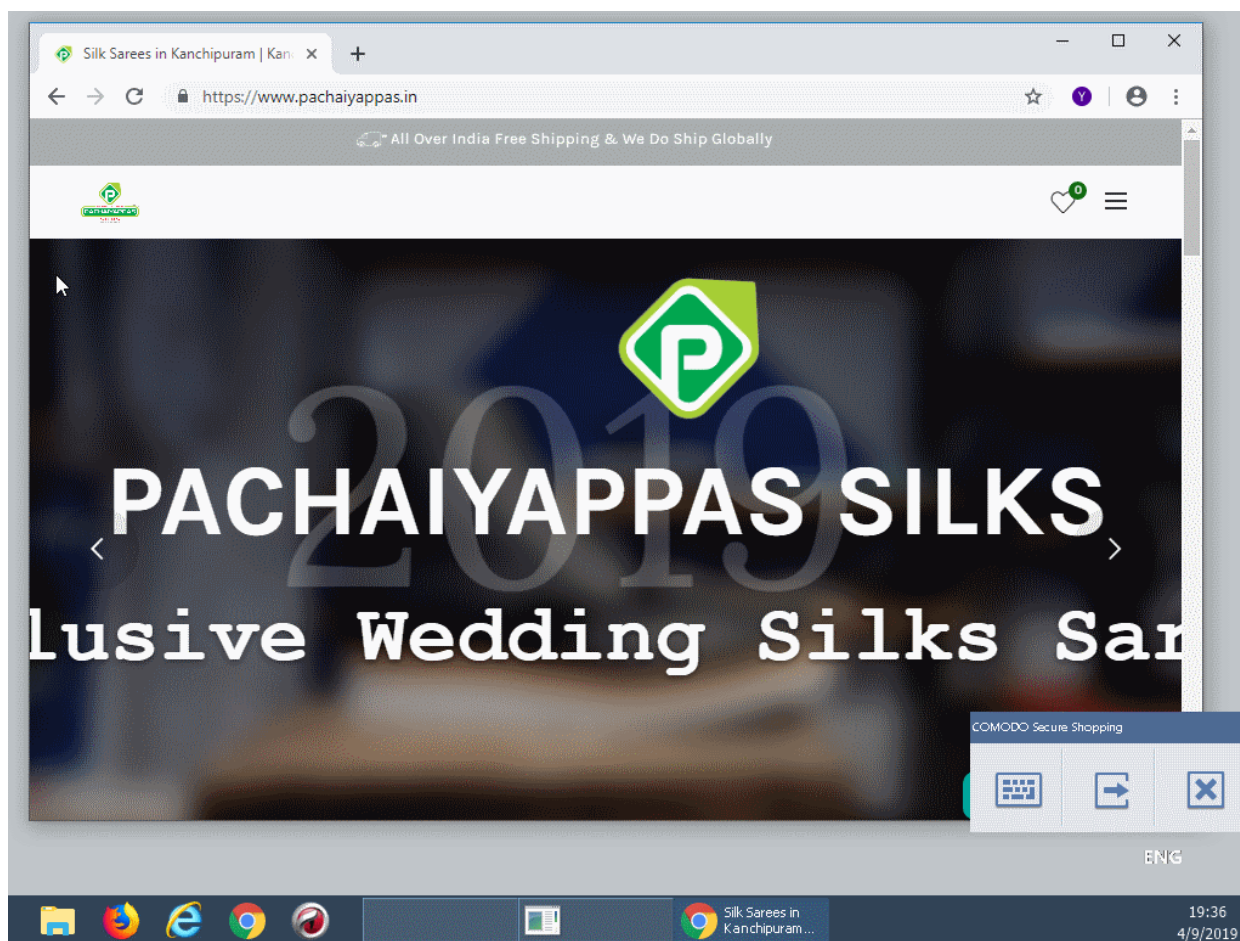 Silk Sarees in Kanchipuram | Kan
https://www.pachaiyappas.in
Y
All Over India Free Shipping & We Do Ship Globally
P
PACHAIYAPPAS
SILKS
0
P
2019
PACHAIYAPPAS SILKS
lusive Wedding Silks Sar
COMODO Secure Shopping
ENG
Silk Sarees in
Kanchipuram...
19:36
4/9/2019